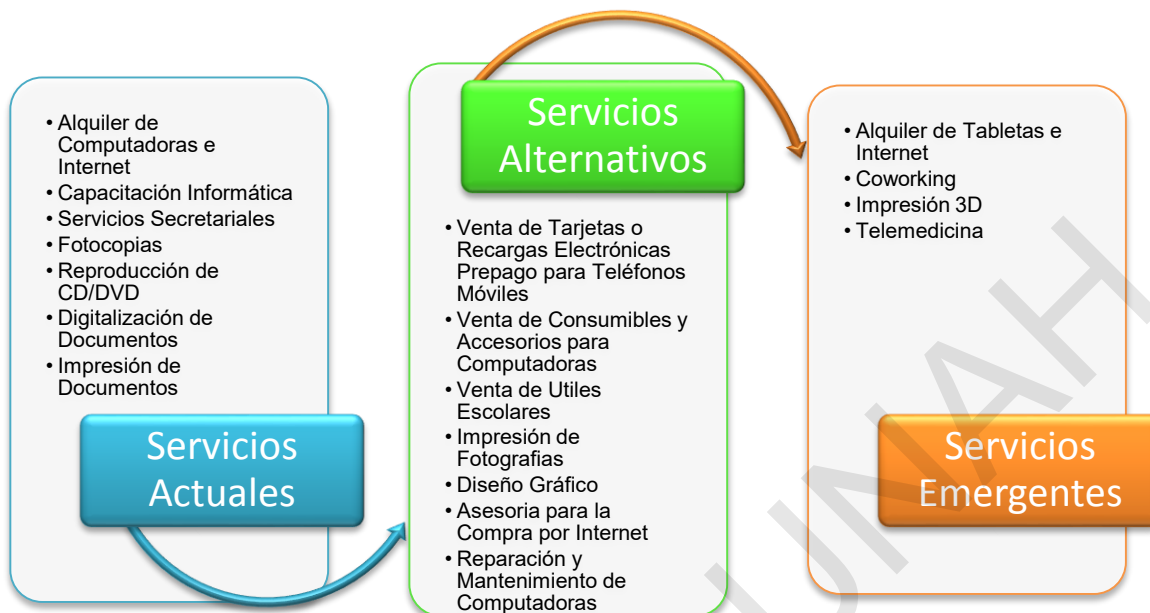 • Alquiler de
Computadoras e
Internet
• Capacitación Informática
• Servicios Secretariales
• Fotocopias
• Reproducción de
CD/DVD
• Digitalización de
Documentos
• Impresión de
Documentos
Servicios
Actuales
Servicios
Alternativos
• Venta de Tarjetas o
Recargas Electrónicas
Prepago para Teléfonos
Móviles
• Venta de Consumibles y
Accesorios para
Computadoras
• Venta de Utiles
Escolares
• Impresión de
Fotografias
• Diseño Gráfico
• Asesoria para la
Compra por Internet
• Reparación y
Mantenimiento de
Computadoras
• Alquiler de Tabletas e
Internet
• Coworking
• Impresión 3D
• Telemedicina
Servicios
Emergentes
UNAH